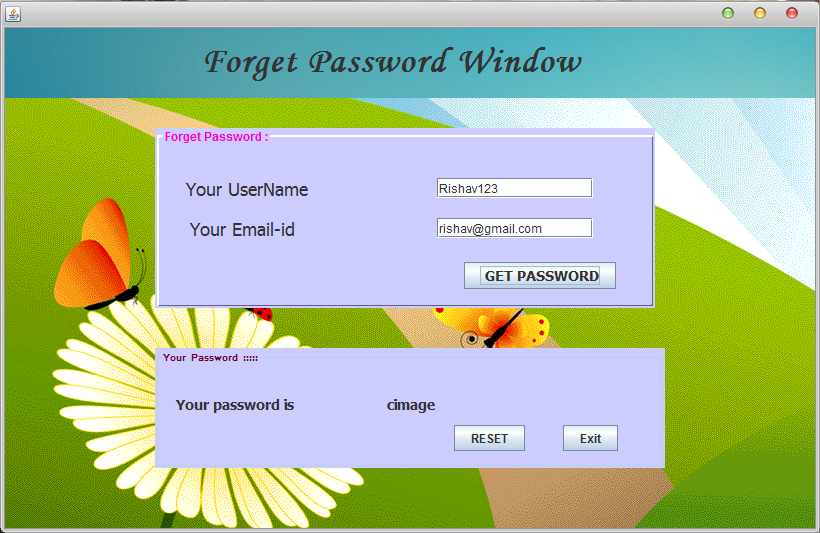 Forget Password Window
Forget Password :
Your UserName Rishav123
Your Email-id rishav@gmail.com
GET PASSWORD
Your Password :::::
Your password is cimage
RESET Exit